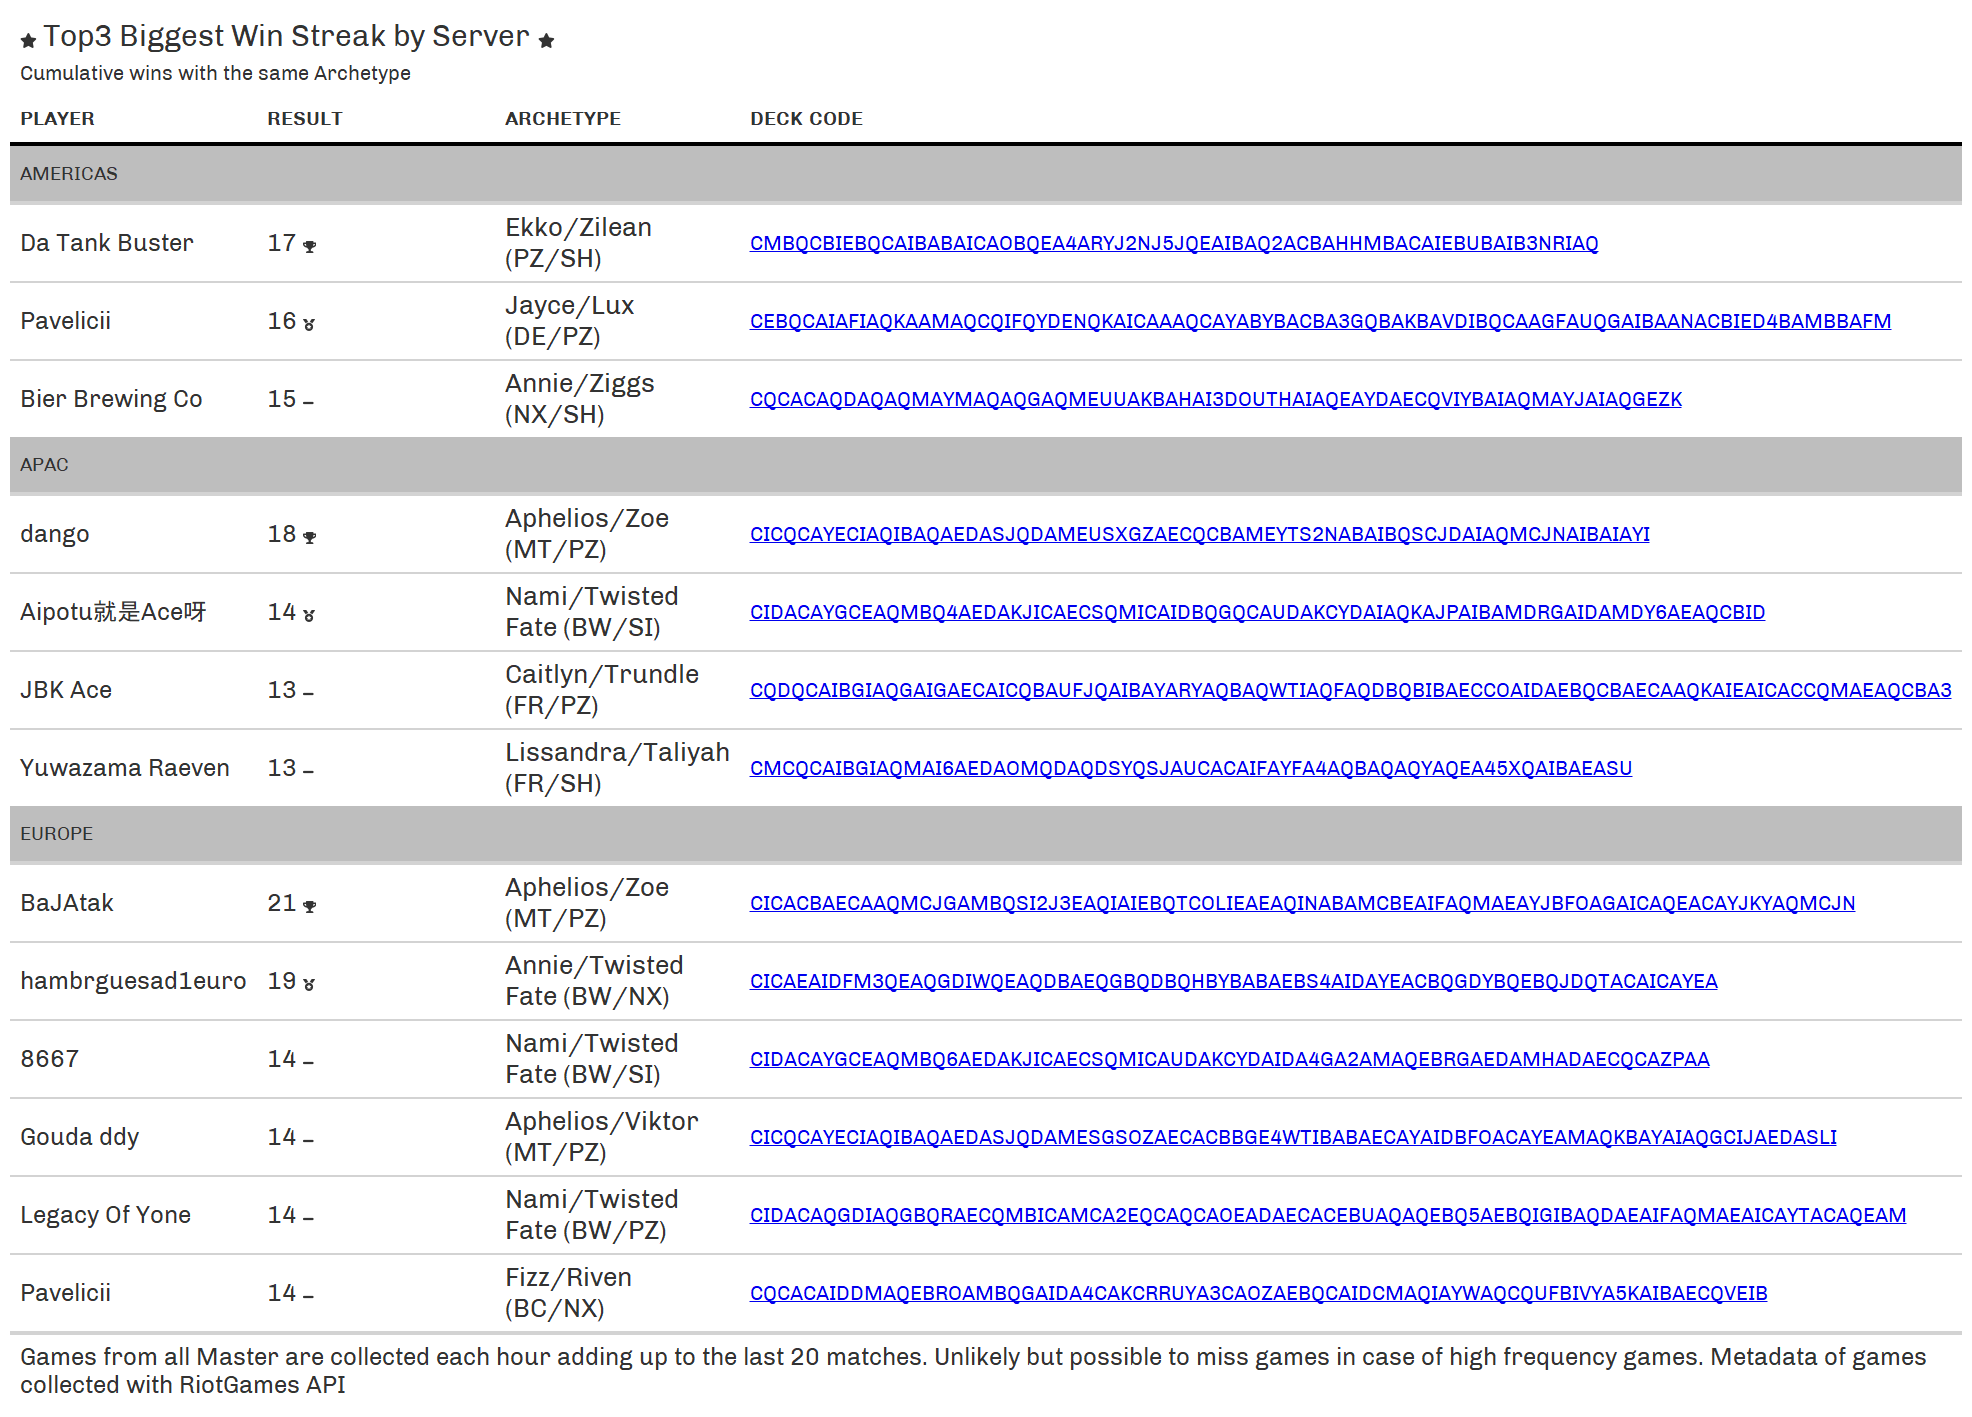 ★ Top3 Biggest Win Streak by Server ★
Cumulative wins with the same Archetype
PLAYER RESULT ARCHETYPE DECK CODE
AMERICAS
Da Tank Buster 17 Ekko/Zilean (PZ/SH) CMBQCBIEBQCAIBABAICAOBQEA4ARYJ2NJ5JQEAIBAQ2ACBAHHMBACAIEBUBAIB3NRIAQ
Pavelicii 16 Jayce/Lux (DE/PZ) CEBQCAIAFIAQKAAMAQCQIFQYDENQKAICAAAQCAYABYBACBA3GQBAKBAVDIBQCAAGFAUQGAIBAANACBIED4BAMBBAFM
Bier Brewing Co 15 – Annie/Ziggs (NX/SH) CQCACAQDAQAQMAYMAQAQGAQMEUUAKBAHAI3DOUTHAIAQEAYDAECQVIYBAIAQMAYJAIAQGEZK
APAC
dango 18 Aphelios/Zoe (MT/PZ) CICQCAYECIAQIBAQAEDASJQDAMEUSXGZAECQCBAMEYTS2NABAIBQSCJDAIAQMCJNAIBAIAYI
Aipotu就是Ace呀 14 Nami/Twisted Fate (BW/SI) CIDACAYGCEAQMBQ4AEDAKJICAECSQMICAIDBQGQCAUDAKCYDAIAQKAJPAIBAMDRGAIDAMDY6AEAQCBID
JBK Ace 13 – Caitlyn/Trundle (FR/PZ) CQDQCAIBGIAQGAIGAECAICQBAUFJQAIBAYARYAQBAQWTIAQFAQDBQBIBAECCOAIDAEBQCBAECAAQKAIEAICACCQMAEAQCBA3
Yuwazama Raeven 13 – Lissandra/Taliyah (FR/SH) CMCQCAIBGIAQMAI6AEDAOMQDAQDSYQSJAUCACAIFAYFA4AQBAQAQYAQEA45XQAIBAEASU
EUROPE
BaJAtak 21 Aphelios/Zoe (MT/PZ) CICACBAECAAQMCJGAMBQSI2J3EAQIAIEBQTCOLIEAEAQINABAMCBEAIFAQMAEAYJBFOAGAICAQEACAYJKYAQMCJN
hambrguesad1euro 19 Annie/Twisted Fate (BW/NX) CICAEAIDFM3QEAQGDIWQEAQDBAEQGBQDBQHBYBABAEBS4AIDAYEACBQGDYBQEBQJDQTACAICAYEA
8667 14 – Nami/Twisted Fate (BW/SI) CIDACAYGCEAQMBQ6AEDAKJICAECSQMICAUDAKCYDAIDA4GA2AMAQEBRGAEDAMHADAECQCAZPAA
Gouda ddy 14 – Aphelios/Viktor (MT/PZ) CICQCAYECIAQIBAQAEDASJQDAMESGSOZAECACBBGE4WTIBABAECAYAIDBFOACAYEAMAQKBAYAIAQGCIJAEDASLI
Legacy Of Yone 14 – Nami/Twisted Fate (BW/PZ) CIDACAQGDIAQGBQRAECQMBICAMCA2EQCAQCAOEADAECACEBUAQAQEBQ5AEBQIGIBAQDAEAIFAQMAEAICAYTACAQEAM
Pavelicii 14 – Fizz/Riven (BC/NX) CQCACAIDDMAQEBROAMBQGAIDA4CAKCRRUYA3CAOZAEBQCAIDCMAQIAYWAQCQUFBIVYA5KAIBAECQVEIB
Games from all Master are collected each hour adding up to the last 20 matches. Unlikely but possible to miss games in case of high frequency games. Metadata of games
collected with RiotGames API